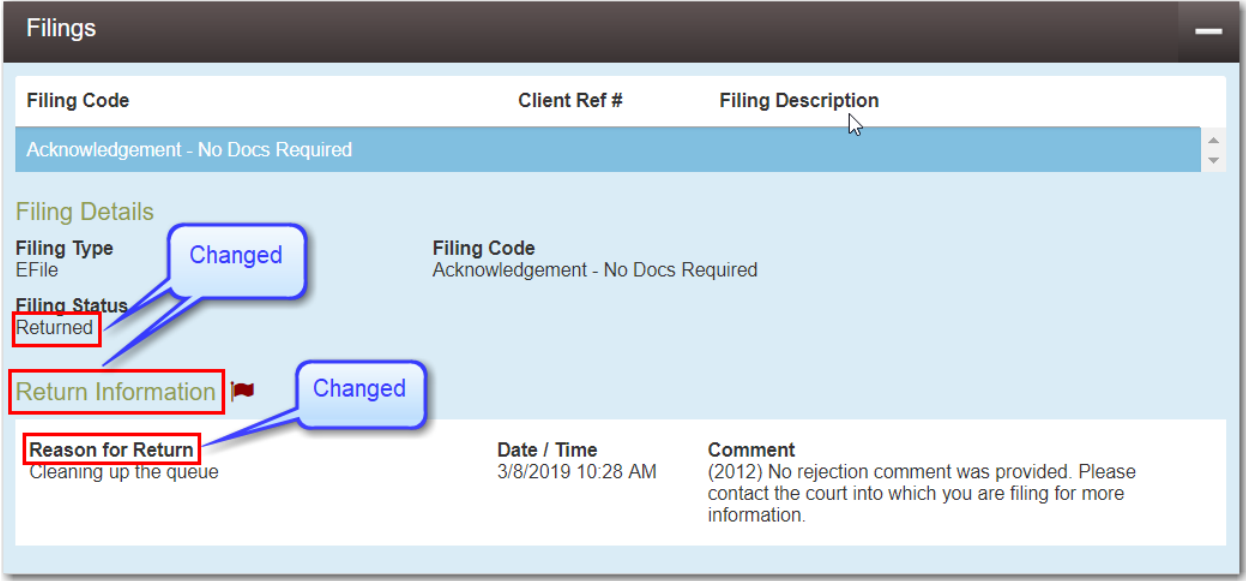 Filings
Filing Code Client Ref # Filing Description
Acknowledgement - No Docs Required
Filing Details
Filing Type Filing Code
EFile Acknowledgement - No Docs Required
Changed
Filing Status
Returned
Return Information
Changed
Reason for Return Date / Time Comment
Cleaning up the queue 3/8/2019 10:28 AM (2012) No rejection comment was provided. Please
contact the court into which you are filing for more
information.